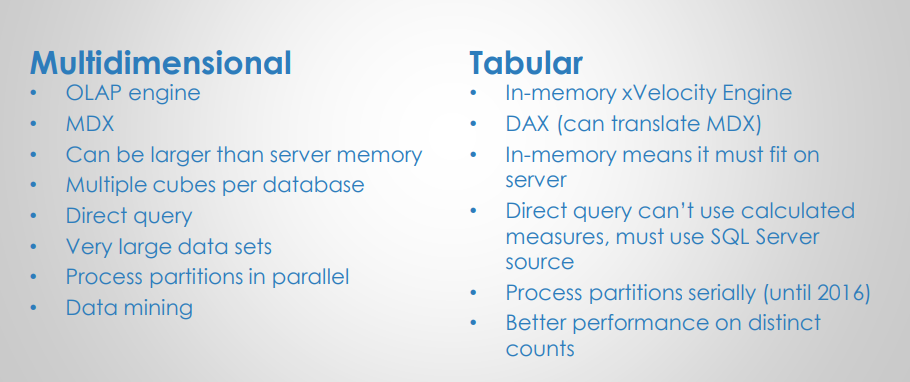 Multidimensional
• OLAP engine
• MDX
• Can be larger than server memory
• Multiple cubes per database
• Direct query
• Very large data sets
• Process partitions in parallel
• Data mining
Tabular
• In-memory xVelocity Engine
• DAX (can translate MDX)
• In-memory means it must fit on
server
• Direct query can’t use calculated
measures, must use SQL Server
source
• Process partitions serially (until 2016)
• Better performance on distinct
counts